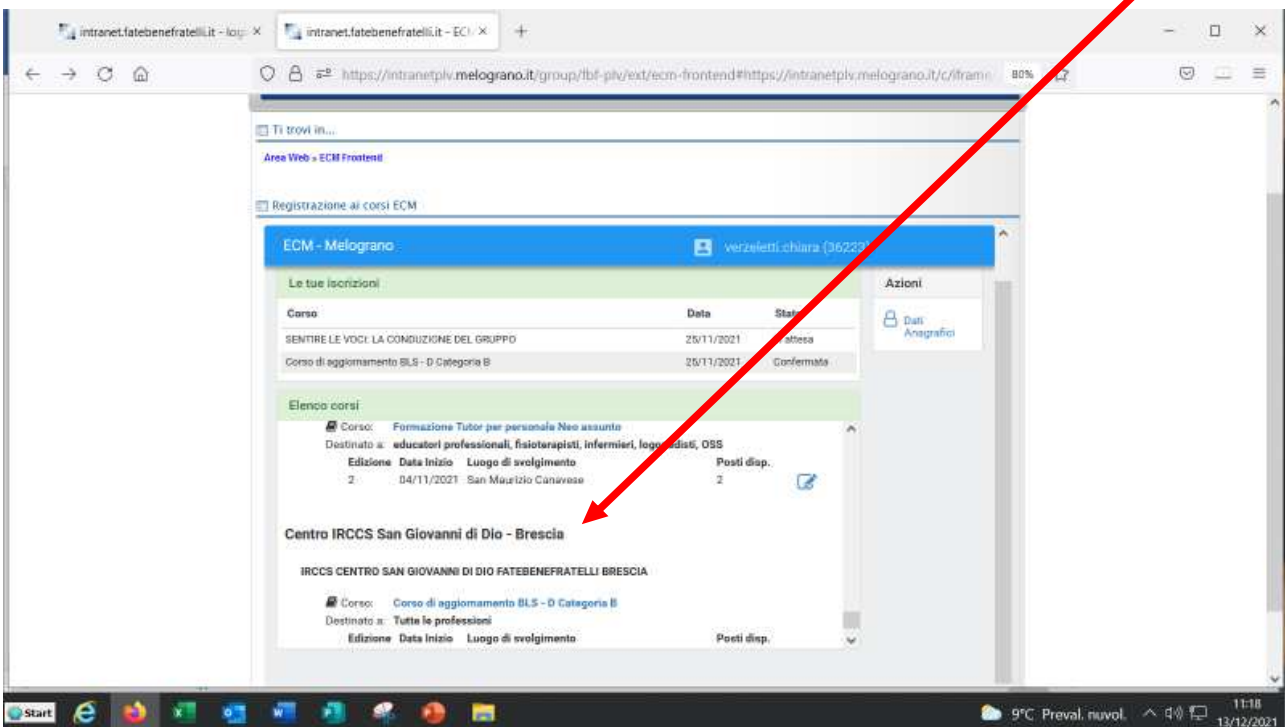 intranet.fatebenefratelli.it - log
intranet.fatebenefratelli.it - EC
https://intranetplv.melograno.it/group/fbf-plv/ext/ecm-frontend#https://intranetplv.melograno.it/c/iframe
80%
Ti trovi in...
Area Web » ECM Frontend
Registrazione ai corsi ECM
ECM - Melograno
verzeletti.chiara
Le tue iscrizioni
Azioni
Corso Data
SENTIRE LE VOCI: LA CONDUZIONE DEL GRUPPO 25/11/2021 attesa
Dati Anagrafici
Corso di aggiornamento BLS - D Categoria B 25/11/2021 Confermata
Elenco corsi
Corso: Formazione Tutor per personale Neo assunto
Destinato a: educatori professionali, fisioterapisti, infermieri, logopedisti, OSS
Edizione Data Inizio Luogo di svolgimento Posti disp.
2 04/11/2021 San Maurizio Canavese 2
Centro IRCCS San Giovanni di Dio - Brescia
IRCCS CENTRO SAN GIOVANNI DI DIO FATEBENEFRATELLI BRESCIA
Corso: Corso di aggiornamento BLS - D Categoria B
Destinato a: Tutte le professioni
Edizione Data Inizio Luogo di svolgimento Posti disp.
Start
9°C Preval. nuvol.
11:18